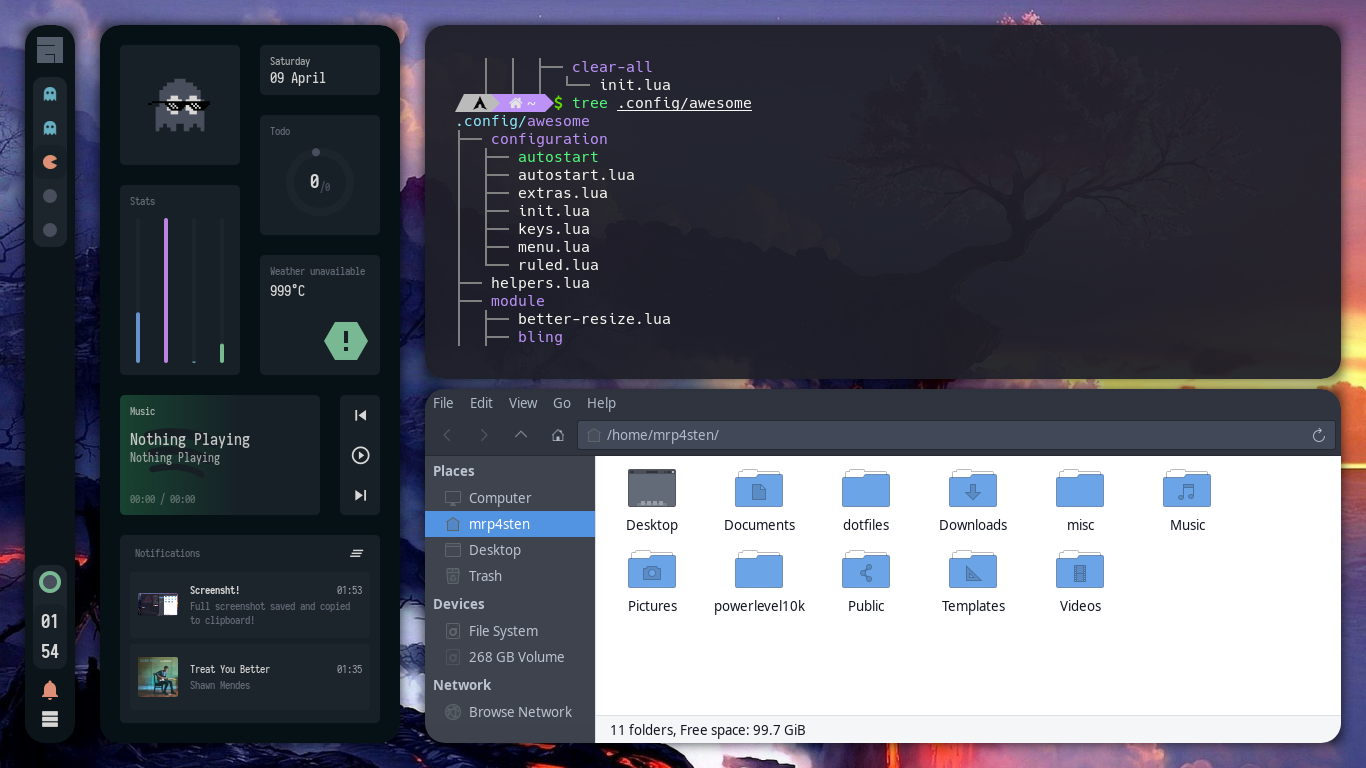 01
54
Saturday
09 April
Todo
0/0
Stats
Weather unavailable
999°C
!
Music
Nothing Playing
Nothing Playing
00:00 / 00:00
Notifications
Screensht! 01:53
Full screenshot saved and copied
to clipboard!
Treat You Better 01:35
Shawn Mendes
├── clear-all
└── init.lua
~ $ tree .config/awesome
.config/awesome
├── configuration
│   ├── autostart
│   ├── autostart.lua
│   ├── extras.lua
│   ├── init.lua
│   ├── keys.lua
│   ├── menu.lua
│   └── ruled.lua
├── helpers.lua
├── module
│   ├── better-resize.lua
│   ├── bling
File Edit View Go Help
/home/mrp4sten/
Places
Computer
mrp4sten
Desktop
Trash
Devices
File System
268 GB Volume
Network
Browse Network
Desktop Documents dotfiles Downloads misc Music
Pictures powerlevel10k Public Templates Videos
11 folders, Free space: 99.7 GiB